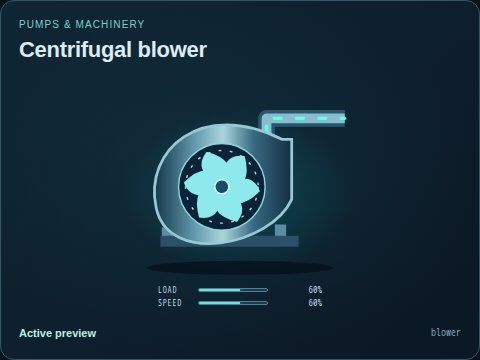 PUMPS & MACHINERY
Centrifugal blower
LOAD 60%
SPEED 60%
Active preview blower